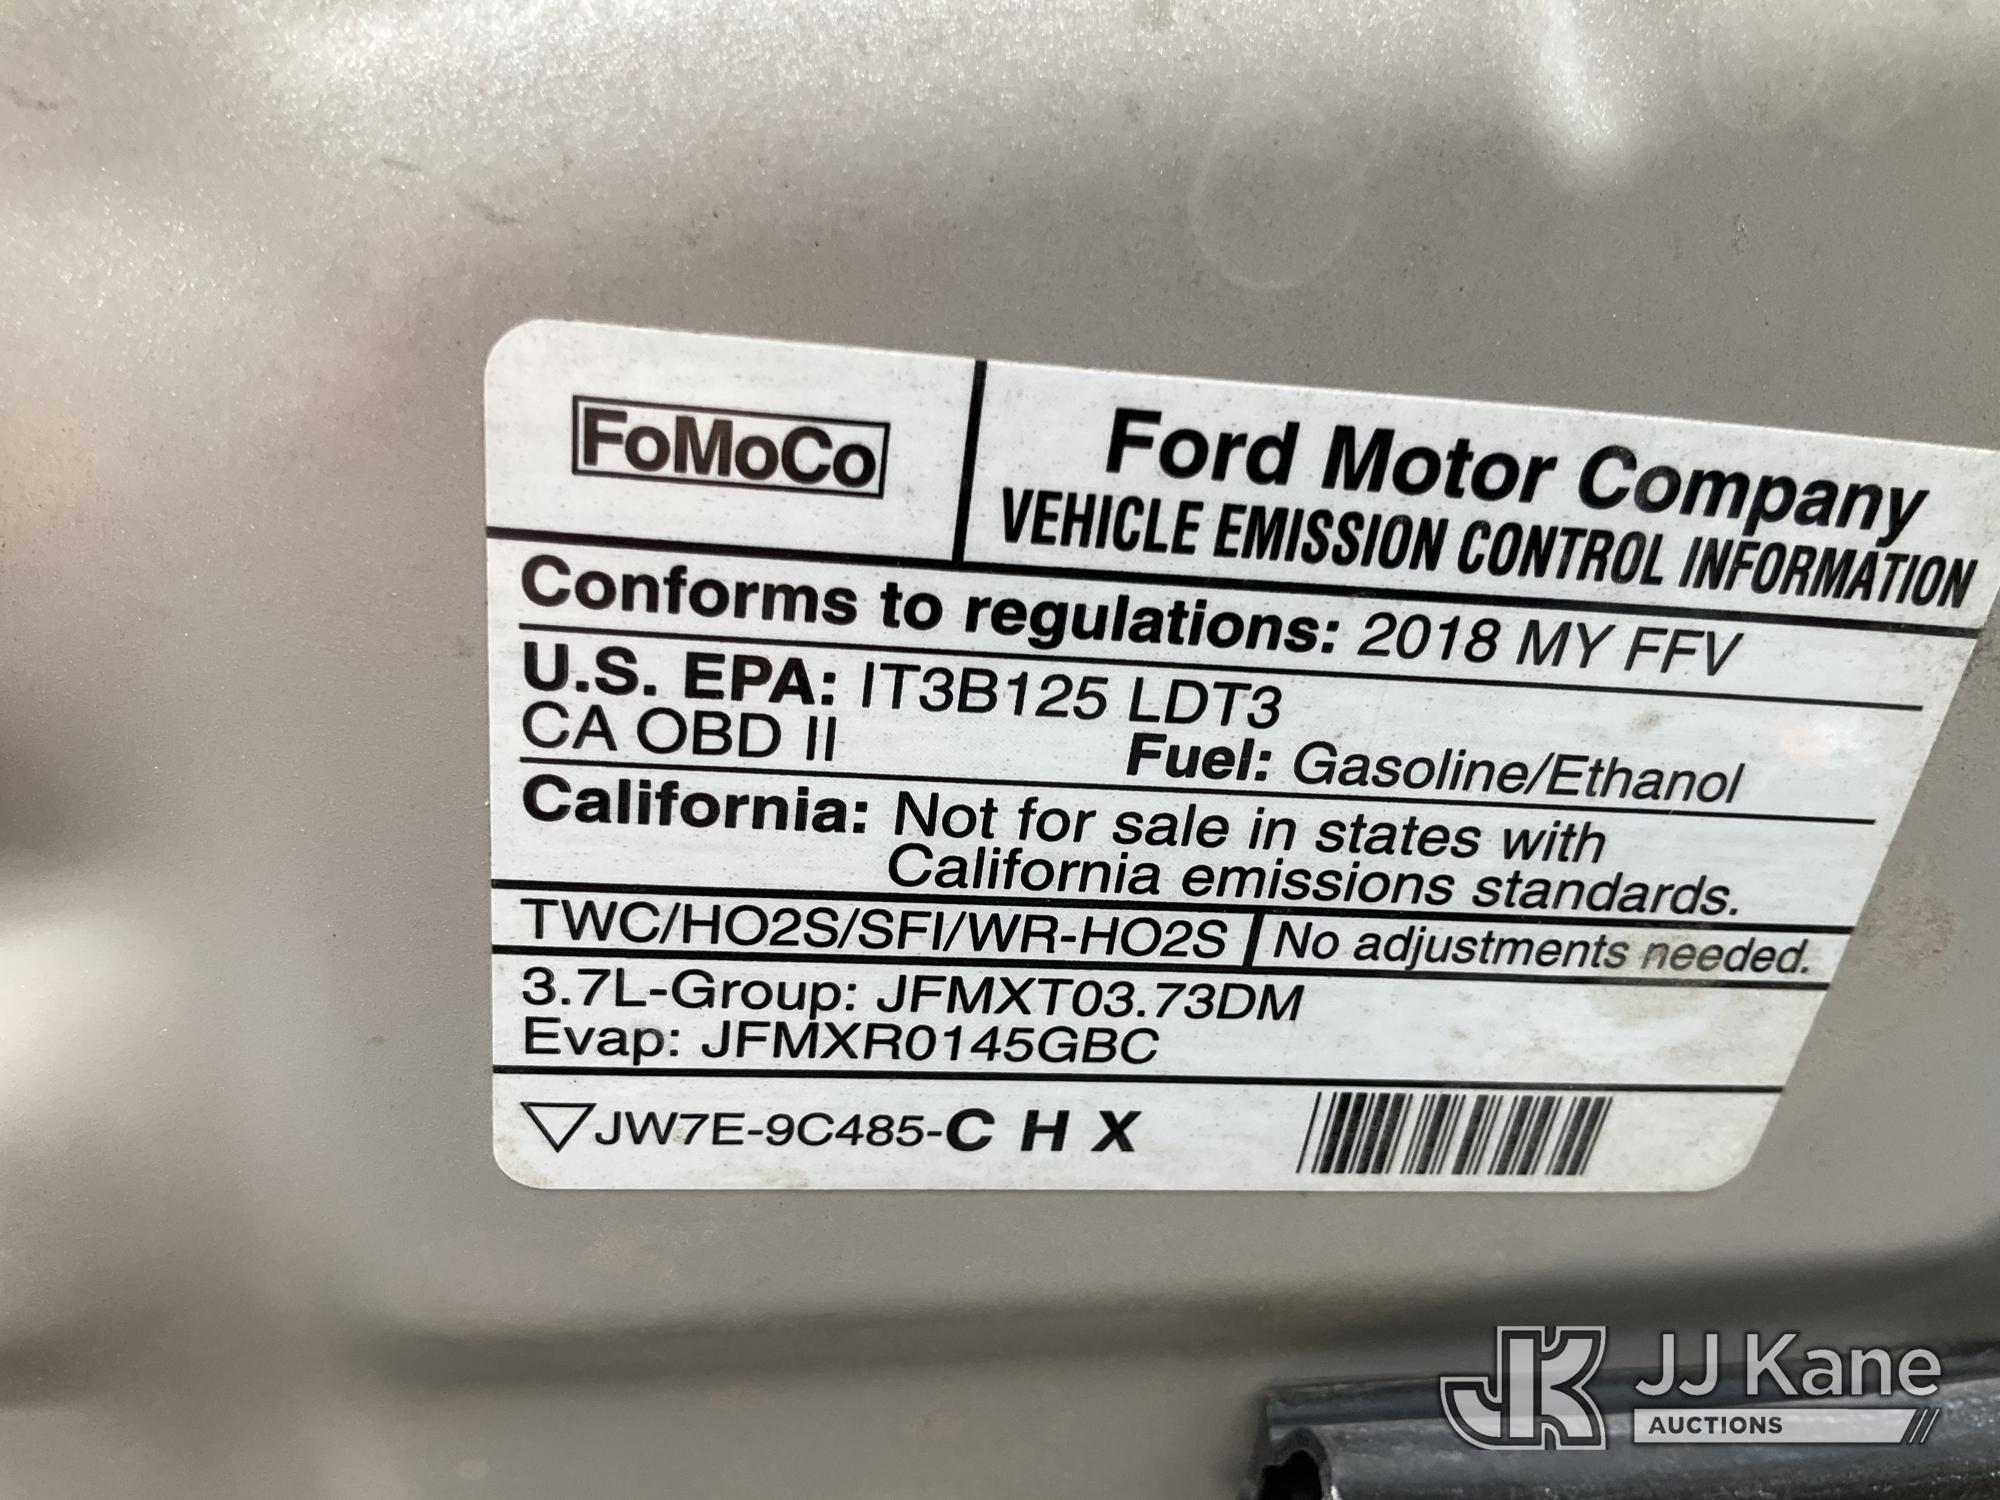 FoMoCo
Ford Motor Company
VEHICLE EMISSION CONTROL INFORMATION
Conforms to regulations: 2018 MY FFV
U.S. EPA: IT3B125 LDT3
CA OBD II Fuel: Gasoline/Ethanol
California: Not for sale in states with
California emissions standards.
TWC/HO2S/SFI/WR-HO2S No adjustments needed.
3.7L-Group: JFMXT03.73DM
Evap: JFMXR0145GBC
JW7E-9C485-C H X
JK JJ Kane
AUCTIONS